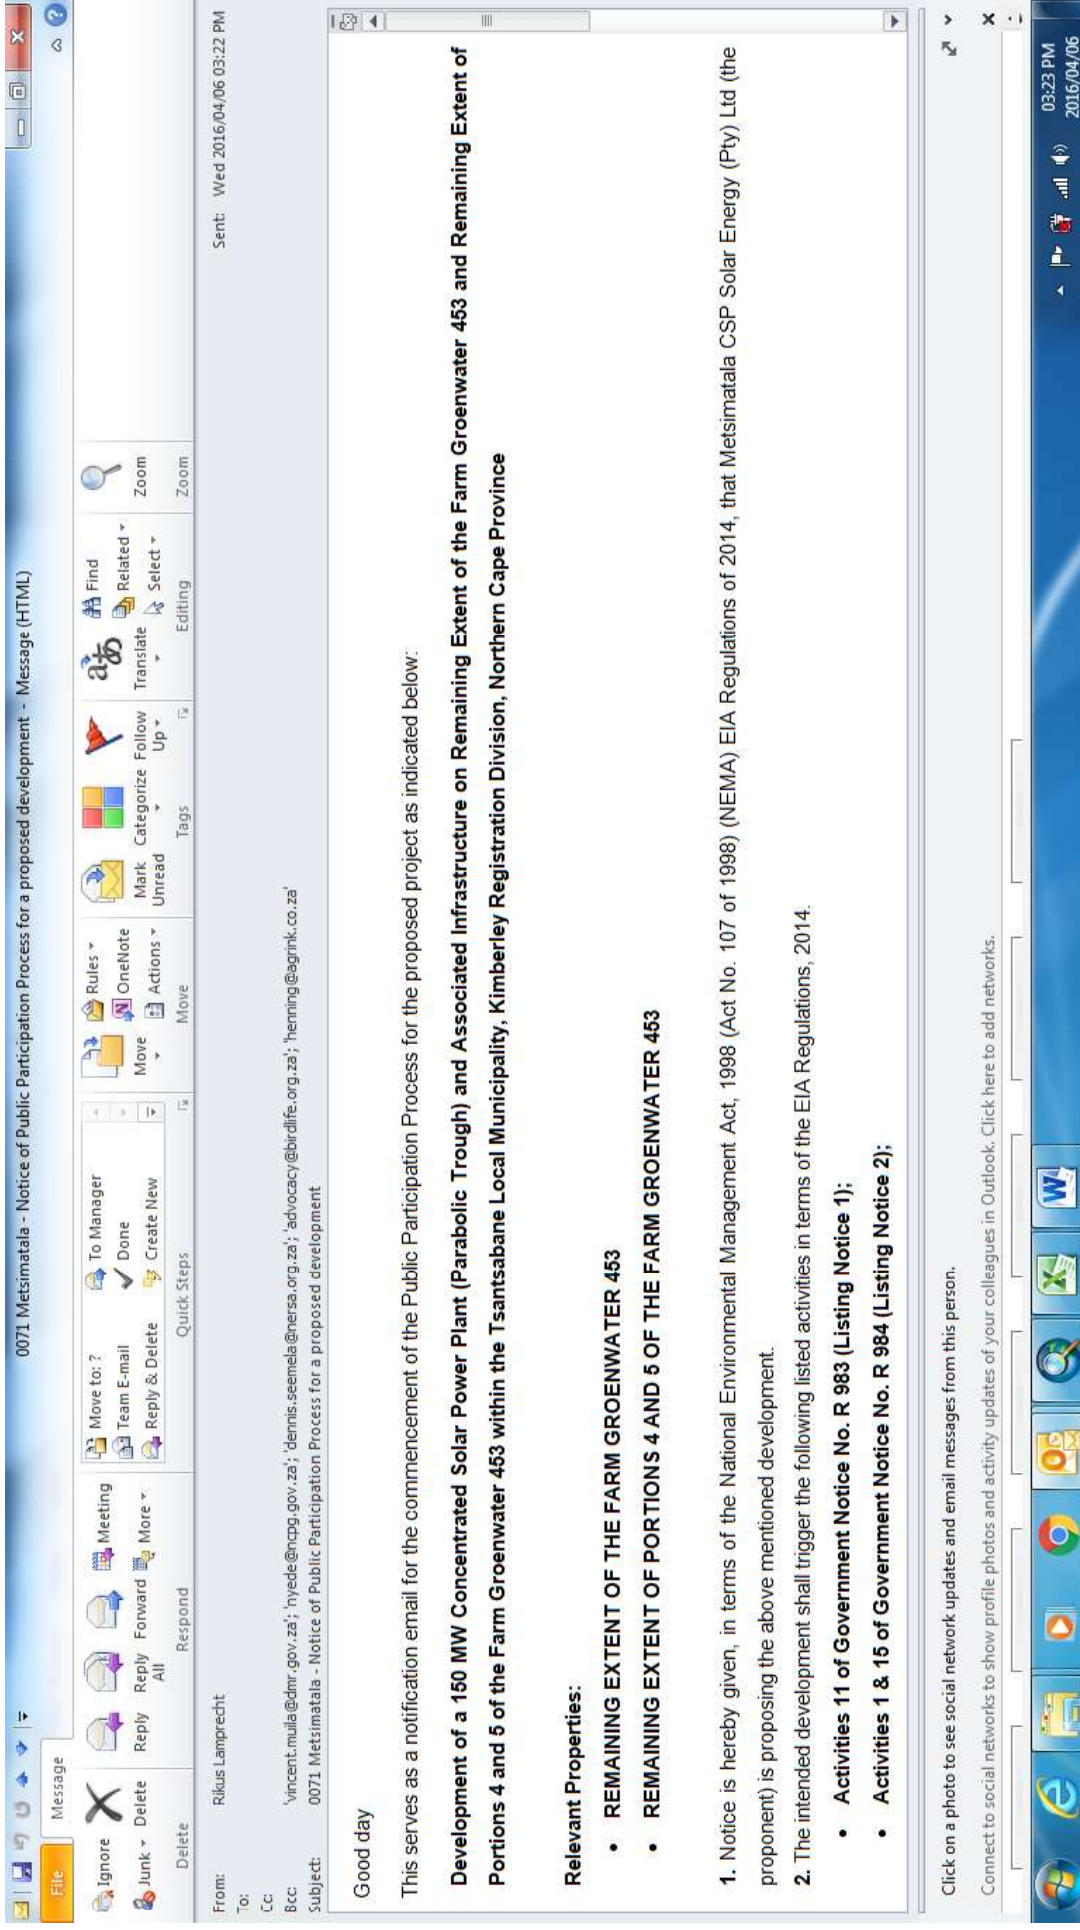 0071 Metsimatala - Notice of Public Participation Process for a proposed development - Message (HTML)
File
Message
Ignore
Junk
Delete
Delete
Reply
Reply All
Forward
Meeting
More
Respond
Move to: ?
Team E-mail
Reply & Delete
To Manager
Done
Create New
Quick Steps
Move
Rules
OneNote
Actions
Move
Mark Unread
Categorize
Follow Up
Tags
Translate
Find
Related
Select
Editing
Zoom
Zoom
From: Rikus Lamprecht
Sent: Wed 2016/04/06 03:22 PM
To:
Cc:
Bcc: 'vincent.muila@dmr.gov.za'; 'nyede@ncpg.gov.za'; 'dennis.seemela@nersa.org.za'; 'advocacy@birdlife.org.za'; 'henning@agrink.co.za'
Subject: 0071 Metsimatala - Notice of Public Participation Process for a proposed development
Good day
This serves as a notification email for the commencement of the Public Participation Process for the proposed project as indicated below:
Development of a 150 MW Concentrated Solar Power Plant (Parabolic Trough) and Associated Infrastructure on Remaining Extent of the Farm Groenwater 453 and Remaining Extent of
Portions 4 and 5 of the Farm Groenwater 453 within the Tsantsabane Local Municipality, Kimberley Registration Division, Northern Cape Province
Relevant Properties:
• REMAINING EXTENT OF THE FARM GROENWATER 453
• REMAINING EXTENT OF PORTIONS 4 AND 5 OF THE FARM GROENWATER 453
1. Notice is hereby given, in terms of the National Environmental Management Act, 1998 (Act No. 107 of 1998) (NEMA) EIA Regulations of 2014, that Metsimatala CSP Solar Energy (Pty) Ltd (the
proponent) is proposing the above mentioned development.
2. The intended development shall trigger the following listed activities in terms of the EIA Regulations, 2014.
• Activities 11 of Government Notice No. R 983 (Listing Notice 1);
• Activities 1 & 15 of Government Notice No. R 984 (Listing Notice 2);
Click on a photo to see social network updates and email messages from this person.
Connect to social networks to show profile photos and activity updates of your colleagues in Outlook. Click here to add networks.
03:23 PM
2016/04/06